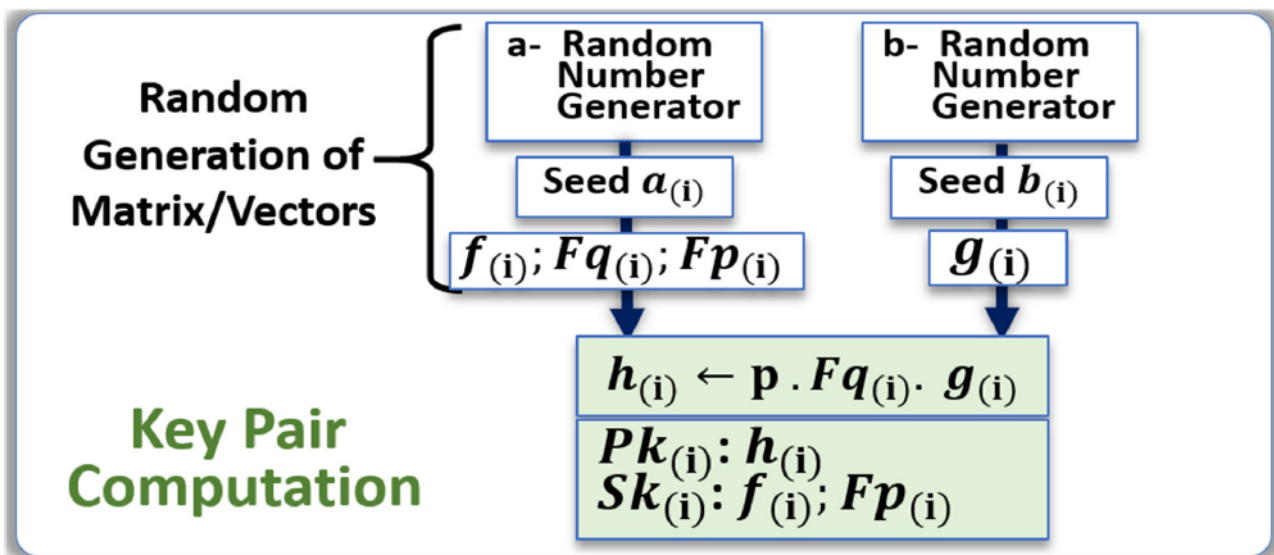 Random
Generation of
Matrix/Vectors
a- Random
Number
Generator
Seed a(i)
f(i); Fq(i); Fp(i)
b- Random
Number
Generator
Seed b(i)
g(i)
h(i) ← p . Fq(i). g(i)
Pk(i): h(i)
Sk(i): f(i); Fp(i)
Key Pair
Computation